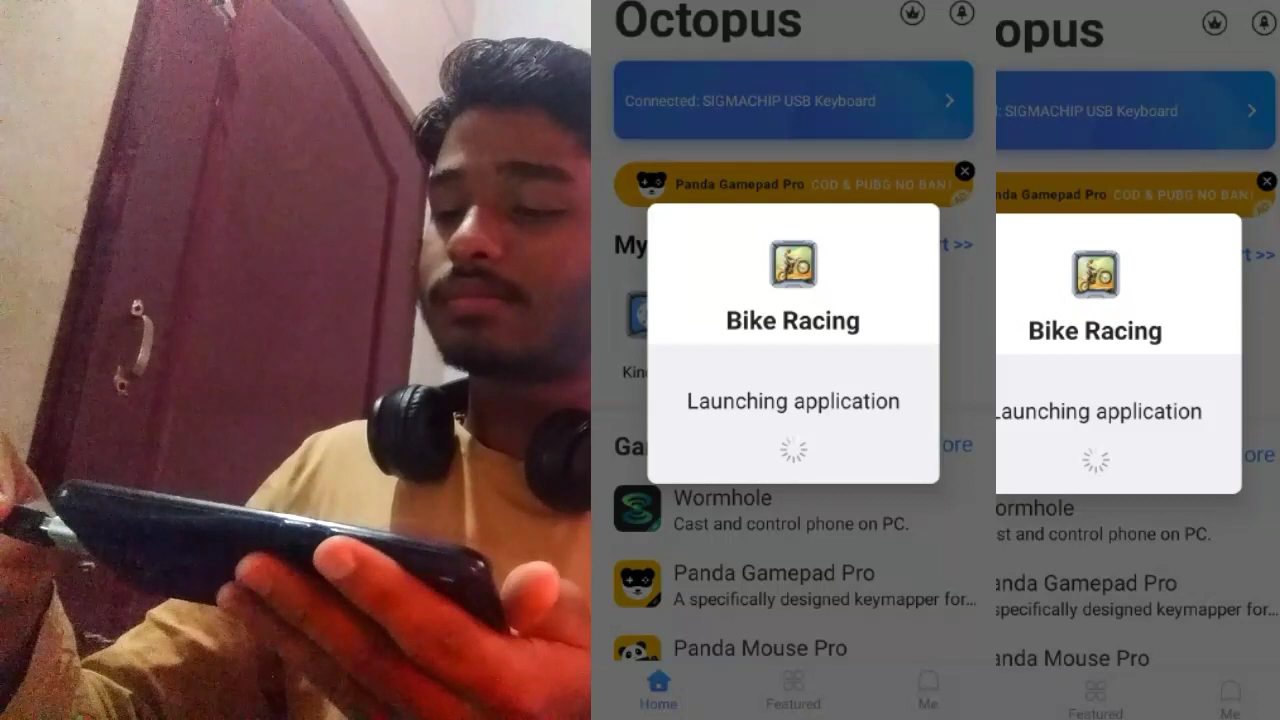 Octopus
Connected: SIGMACHIP USB Keyboard
Panda Gamepad Pro COD & PUBG NO BAN!
My
t >>
Bike Racing
Kin
Launching application
Ga
ore
Wormhole
Cast and control phone on PC.
Panda Gamepad Pro
A specifically designed keymapper for...
Panda Mouse Pro
Home
Featured
Me
opus
: SIGMACHIP USB Keyboard
nda Gamepad Pro COD & PUBG NO BAN!
t >>
Bike Racing
Launching application
ore
ormhole
st and control phone on PC.
anda Gamepad Pro
specifically designed keymapper for...
anda Mouse Pro
Featured
Me